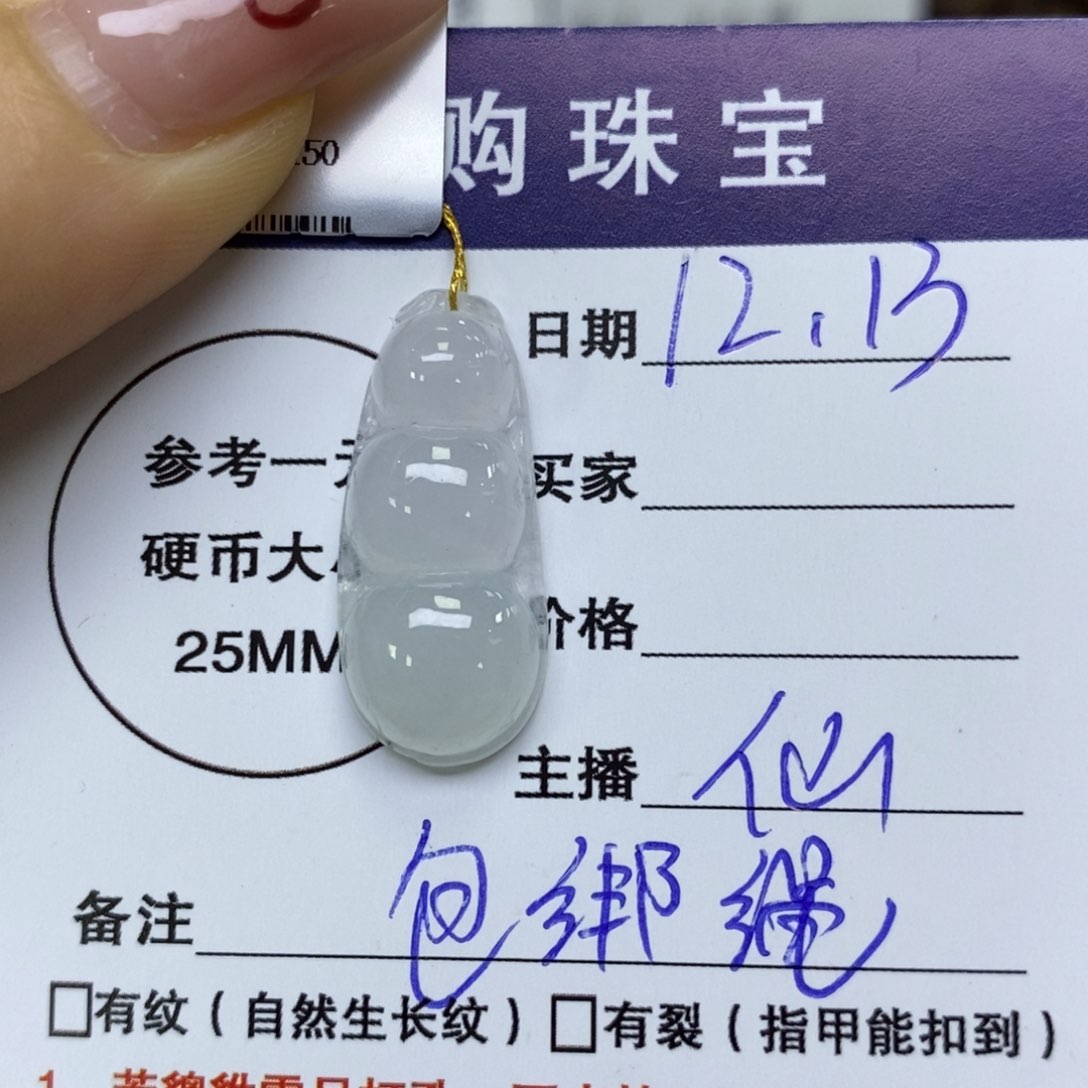 .50
购珠宝
日期 12.13
参考一
买家
硬币大小
价格
25MM
主播 仙
备注 包绑绳
□有纹（自然生长纹）□有裂（指甲能扣到）
1